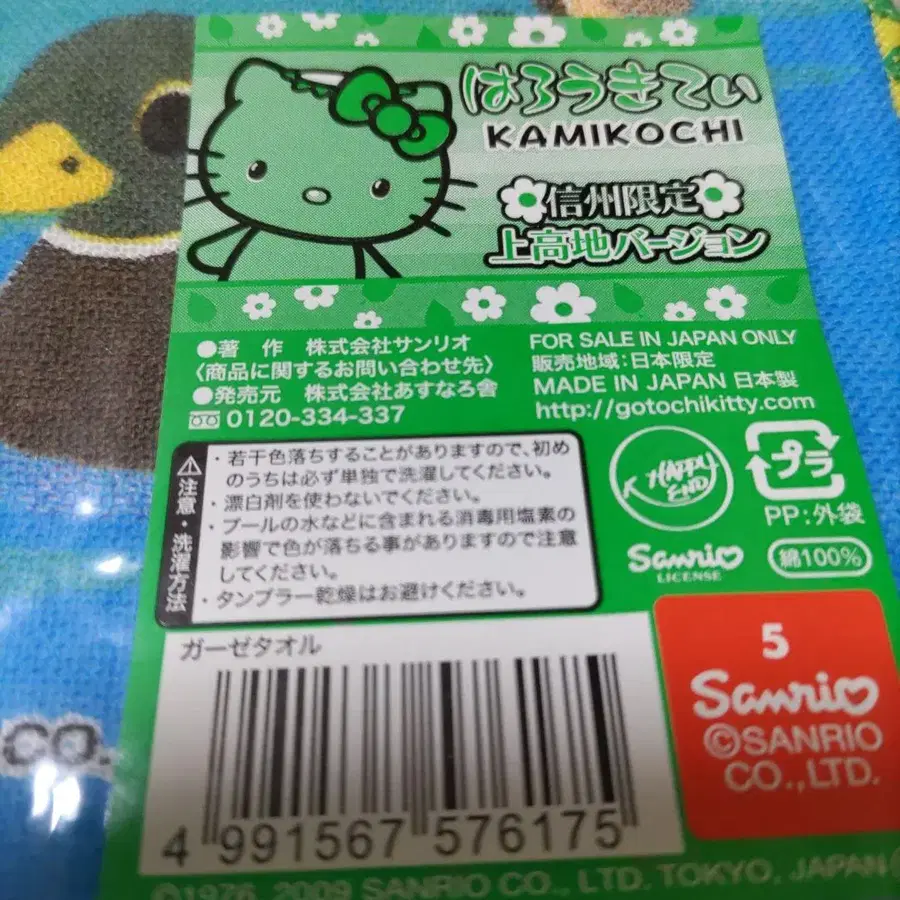 はろうきてぃ
KAMIKOCHI
信州限定
上高地バージョン
●著 作 株式会社サンリオ
〈商品に関するお問い合わせ先〉
●発売元 株式会社あすなろ舎
0120-334-337
FOR SALE IN JAPAN ONLY
販売地域:日本限定
MADE IN JAPAN 日本製
http://gotochikitty.com
注意・洗濯方法
・若干色落ちすることがありますので、初め
のうちは必ず単独で洗濯してください。
・漂白剤を使わないでください。
・プールの水などに含まれる消毒用塩素の
影響で色が落ちる事がありますので注意
してください。
・タンブラー乾燥はお避けください。
HAPPY
END
プラ
PP:外袋
Sanrio
LICENSE
綿100%
ガーゼタオル
4 991567 576175
5
Sanrio
©SANRIO
CO.,LTD.
©1976, 2009 SANRIO CO., LTD. TOKYO, JAPAN
CO.